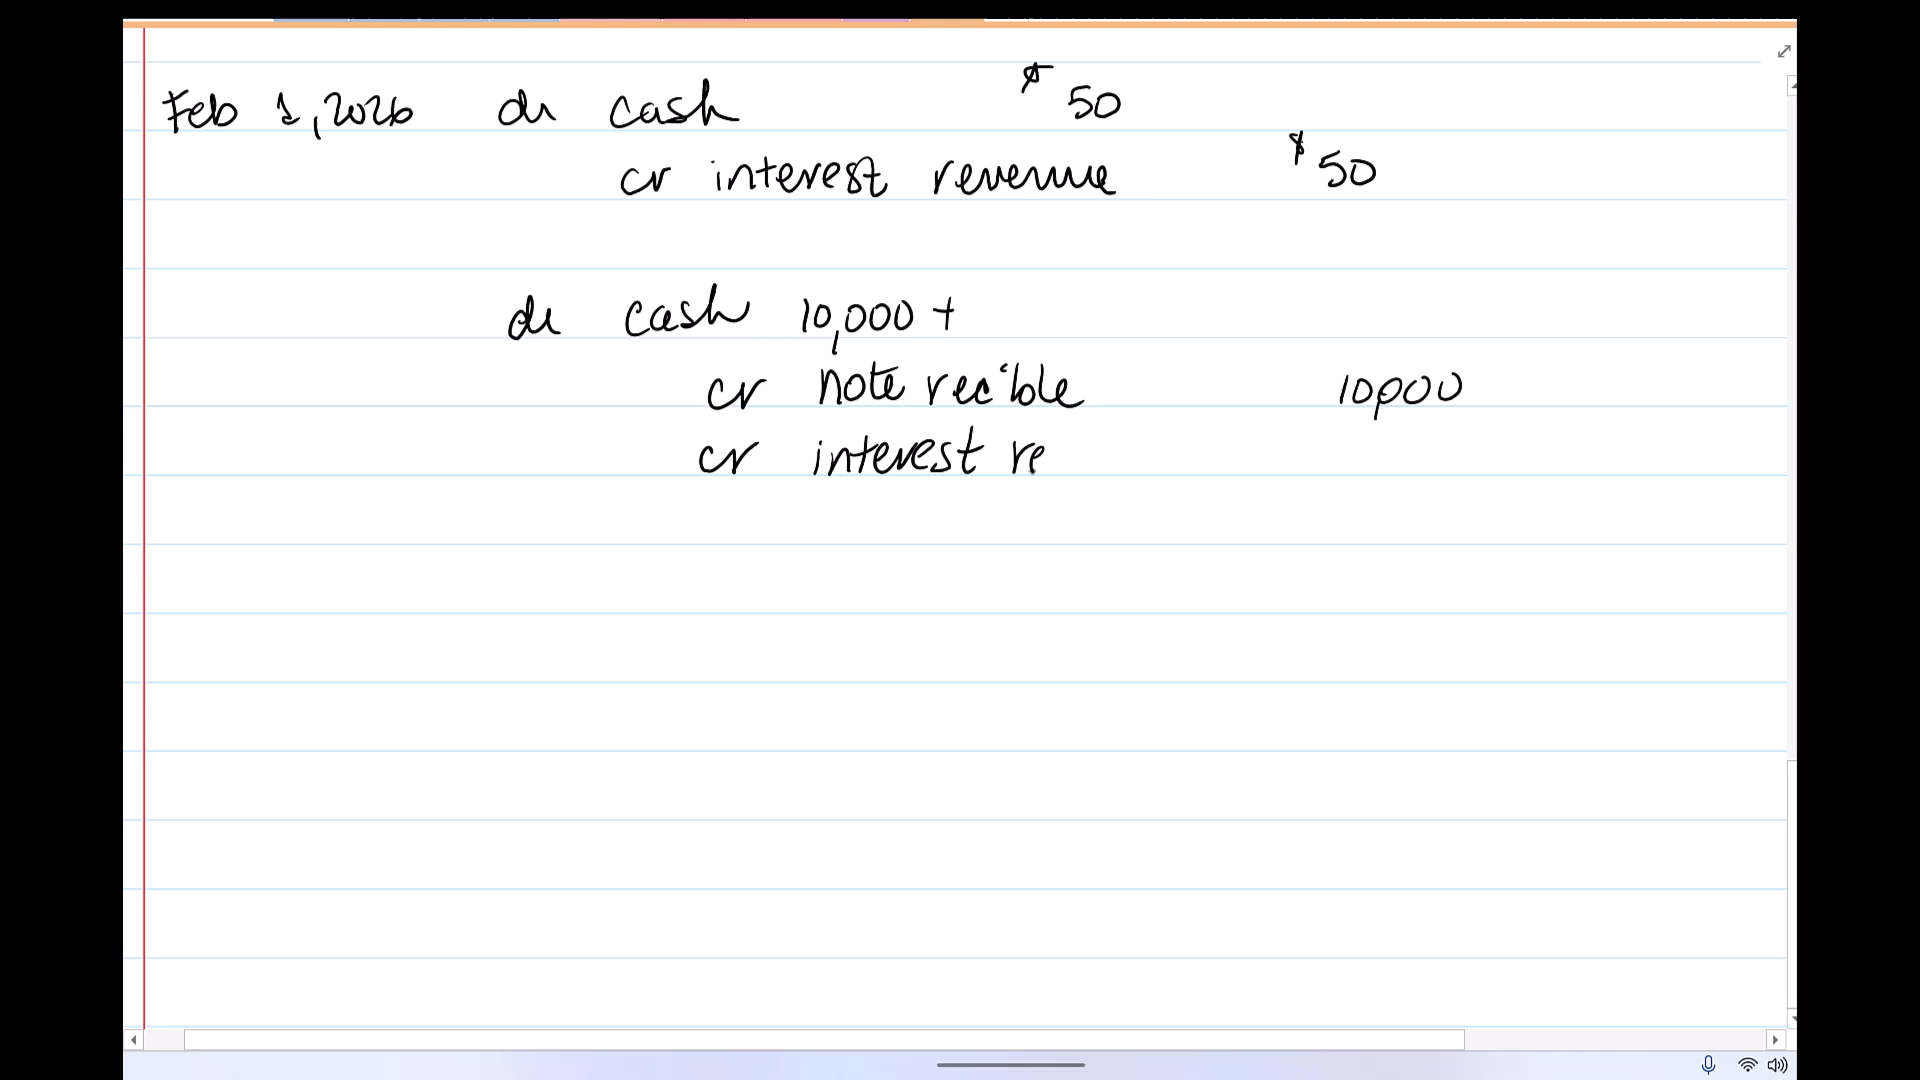 Feb 1, 2026 dr cash $ 50
cr interest revenue $ 50
dr cash 10,000 +
cr note rec'ble 10,000
cr interest re